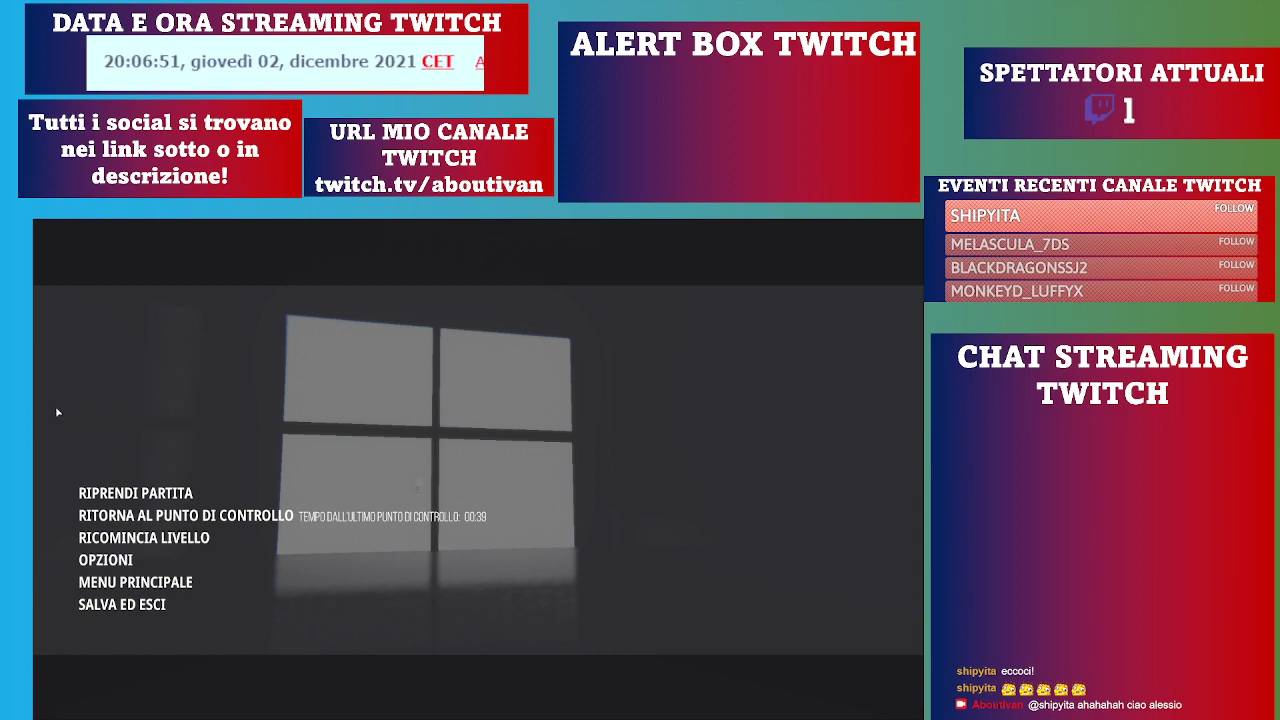 DATA E ORA STREAMING TWITCH
20:06:51, giovedì 02, dicembre 2021 CET A
Tutti i social si trovano
nei link sotto o in
descrizione!
URL MIO CANALE
TWITCH
twitch.tv/aboutivan
ALERT BOX TWITCH
SPETTATORI ATTUALI
1
EVENTI RECENTI CANALE TWITCH
SHIPYITA FOLLOW
MELASCULA_7DS FOLLOW
BLACKDRAGONSSJ2 FOLLOW
MONKEYD_LUFFYX FOLLOW
RIPRENDI PARTITA
RITORNA AL PUNTO DI CONTROLLO TEMPO DALL'ULTIMO PUNTO DI CONTROLLO: 00:39
RICOMINCIA LIVELLO
OPZIONI
MENU PRINCIPALE
SALVA ED ESCI
CHAT STREAMING
TWITCH
shipyita eccoci!
shipyita
Aboutivan @shipyita ahahahah ciao alessio